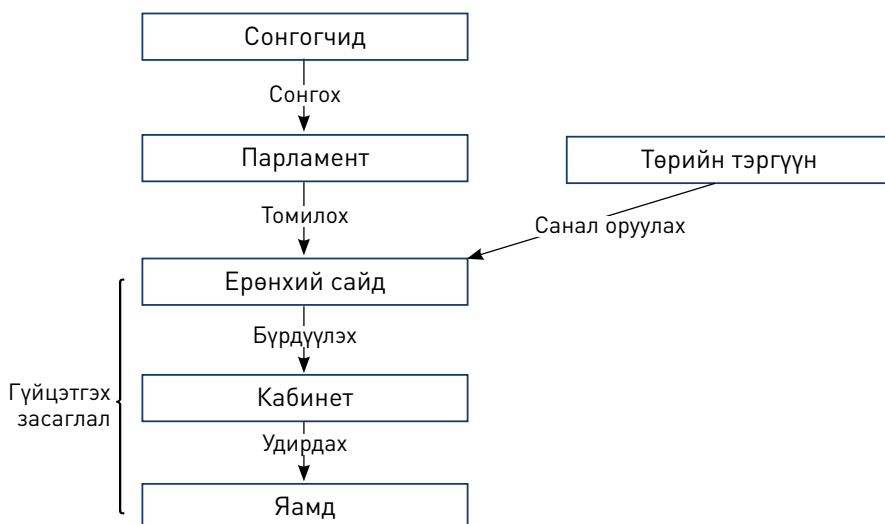 Сонгогчид
Сонгох
Парламент
Төрийн тэргүүн
Томилох
Санал оруулах
Ерөнхий сайд
Бүрдүүлэх
Гүйцэтгэх
засаглал
Кабинет
Удирдах
Яамд